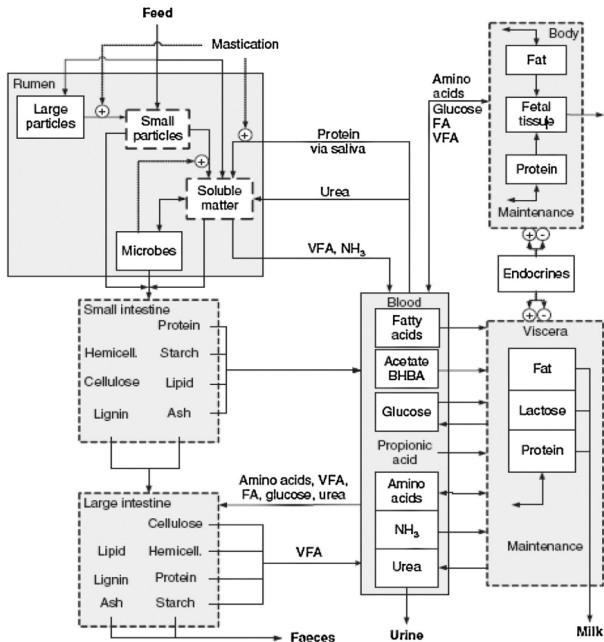 Feed
Mastication
Rumen
Large
particles
+
Small
particles
+
+
Soluble
matter
Microbes
Protein
via saliva
Urea
VFA, NH₃
Amino
acids
Glucose
FA
VFA
Body
Fat
Fetal
tissue
Protein
Maintenance
+ -
Endocrines
+ -
Small intestine
Protein
Hemicell. Starch
Cellulose Lipid
Lignin Ash
Blood
Fatty
acids
Acetate
BHBA
Glucose
Propionic
acid
Amino
acids
NH₃
Urea
Viscera
Fat
Lactose
Protein
Maintenance
Amino acids, VFA,
FA, glucose, urea
Large intestine
Cellulose
Lipid Hemicell.
Lignin Protein
Ash Starch
VFA
Faeces
Urine
Milk